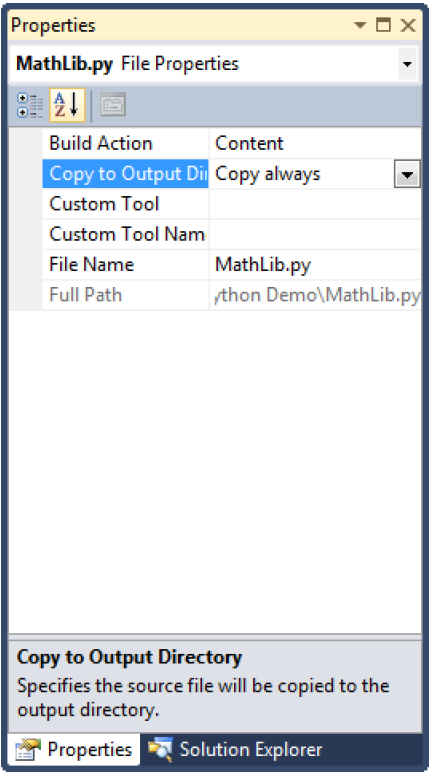 Properties
MathLib.py File Properties
Build Action Content
Copy to Output Di Copy always
Custom Tool
Custom Tool Nam
File Name MathLib.py
Full Path ython Demo\MathLib.py
Copy to Output Directory
Specifies the source file will be copied to the
output directory.
Properties Solution Explorer